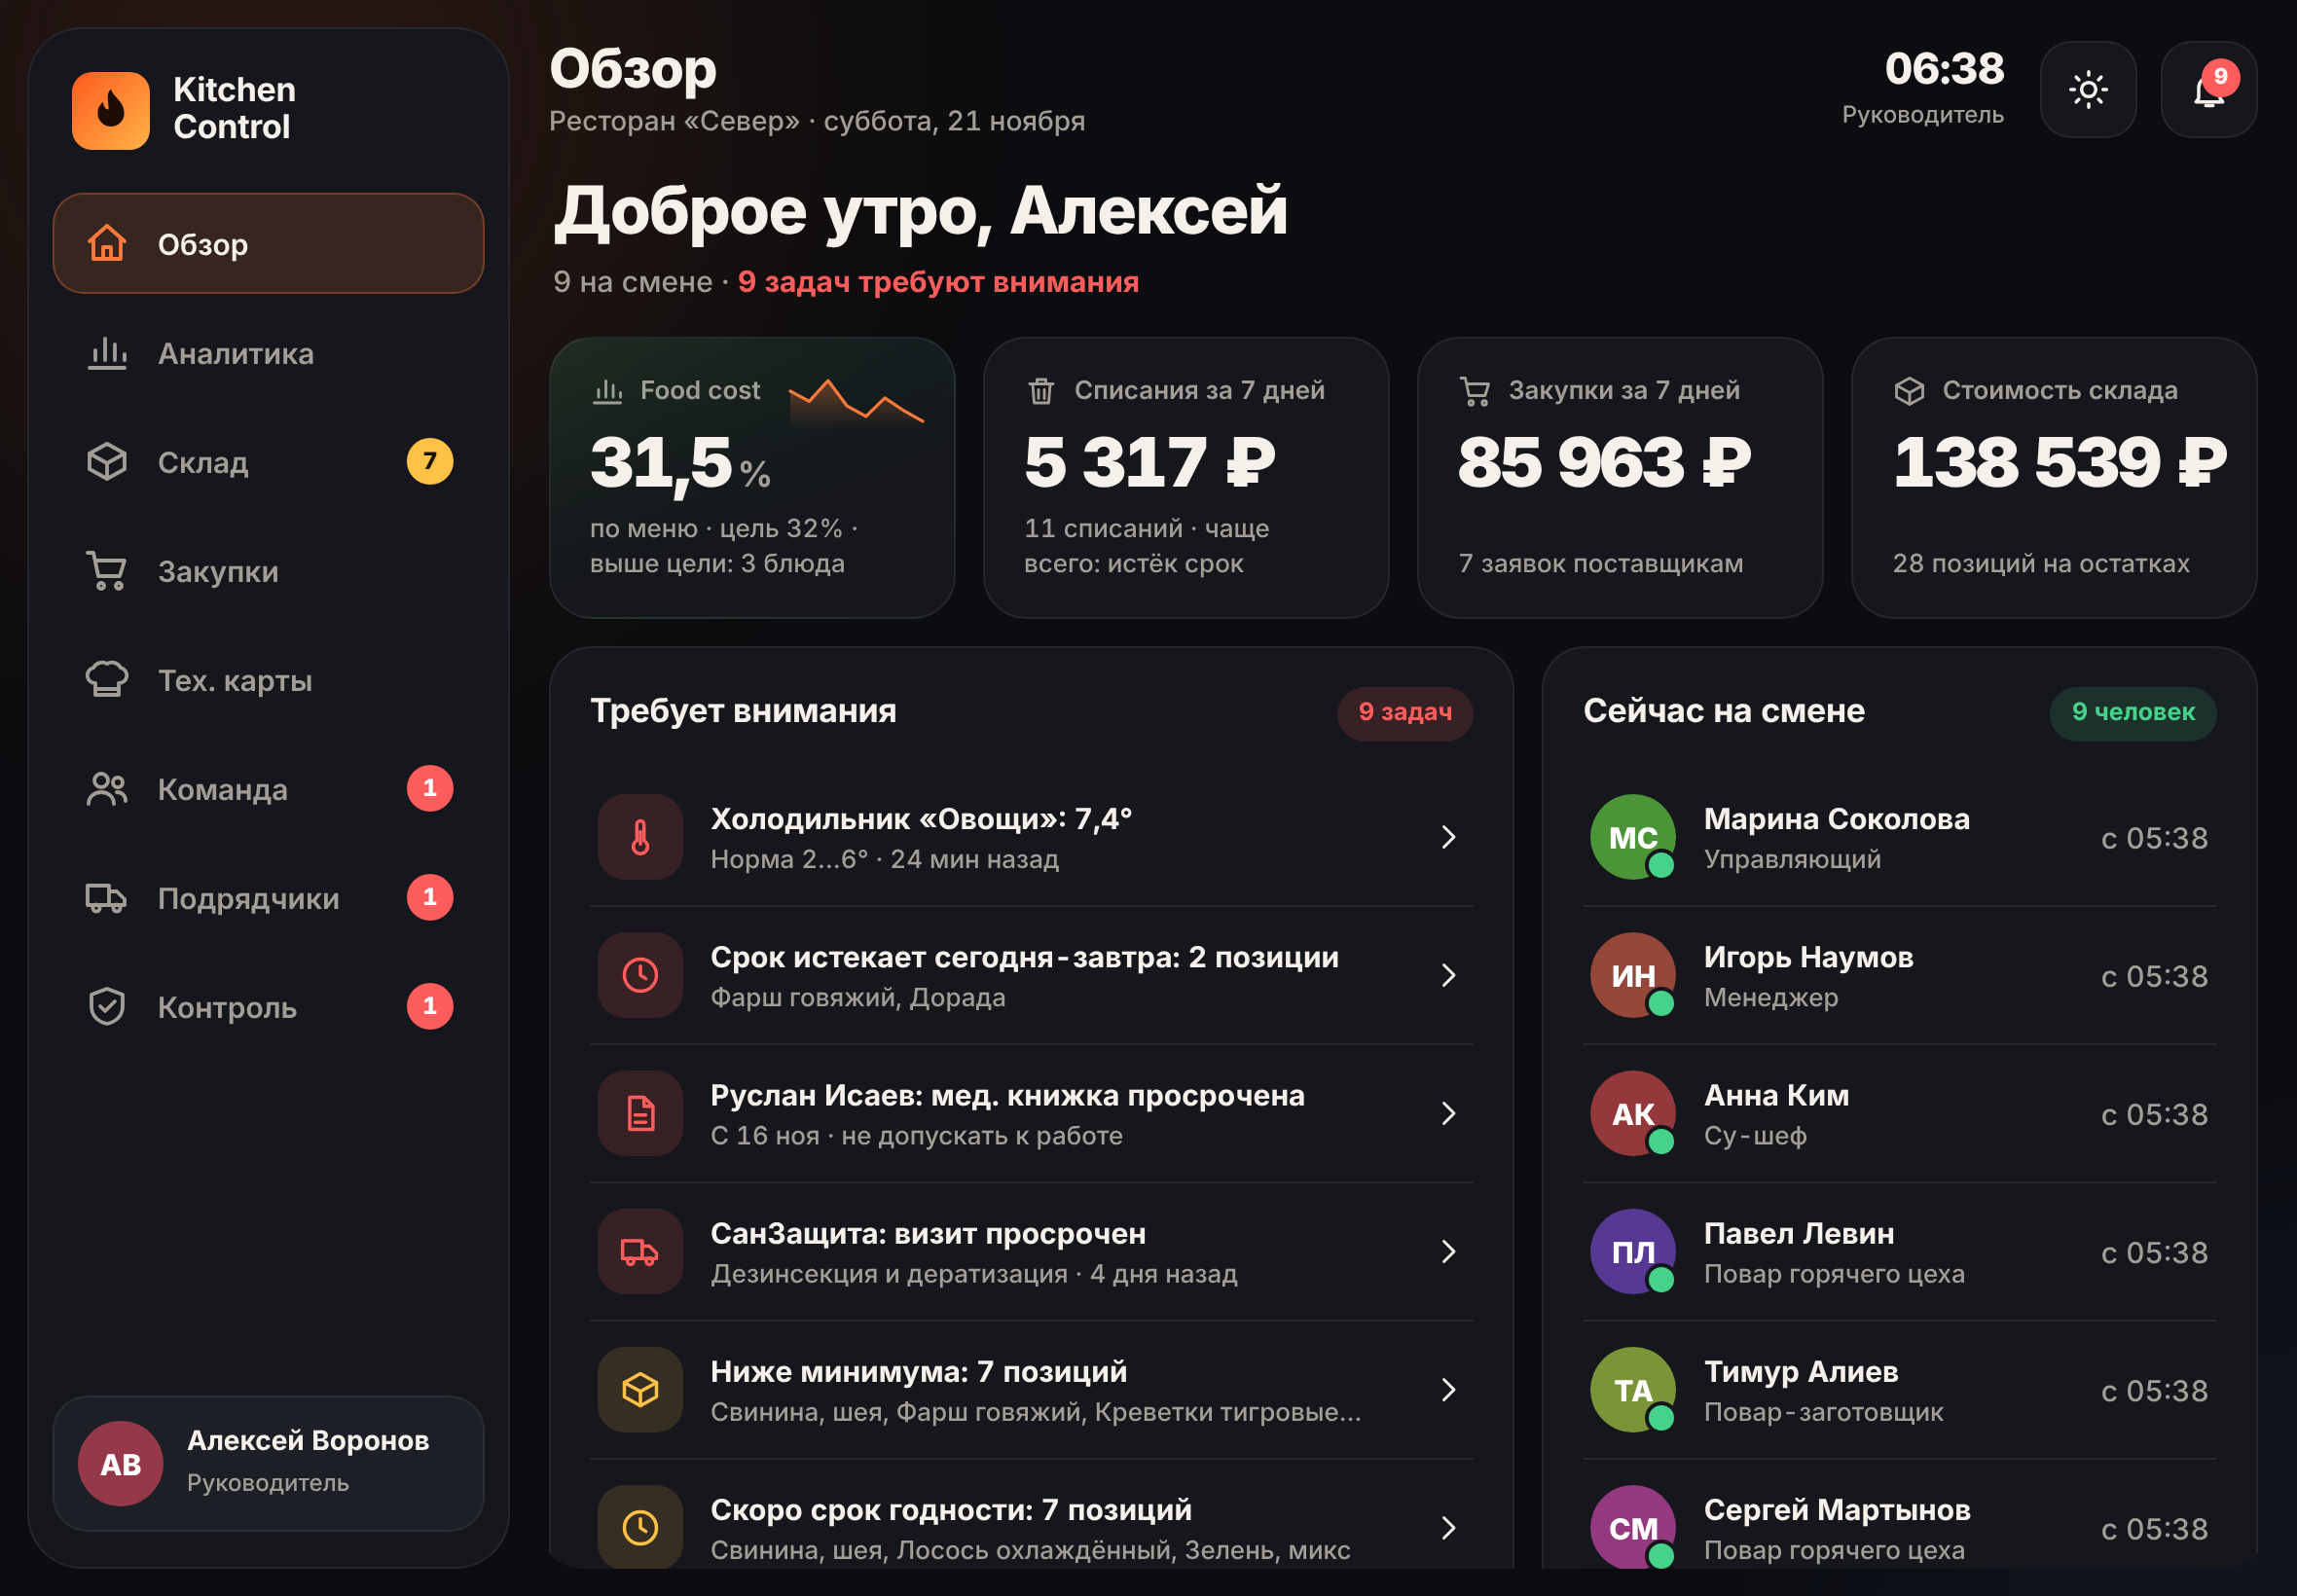 Kitchen
Control
Обзор
Аналитика
Склад
7
Закупки
Тех. карты
Команда
1
Подрядчики
1
Контроль
1
АВ
Алексей Воронов
Руководитель
Обзор
Ресторан «Север» · суббота, 21 ноября
06:38
Руководитель
9
Доброе утро, Алексей
9 на смене · 9 задач требуют внимания
Food cost
31,5 %
по меню · цель 32% ·
выше цели: 3 блюда
Списания за 7 дней
5 317 ₽
11 списаний · чаще
всего: истёк срок
Закупки за 7 дней
85 963 ₽
7 заявок поставщикам
Стоимость склада
138 539 ₽
28 позиций на остатках
Требует внимания
9 задач
Холодильник «Овощи»: 7,4°
Норма 2…6° · 24 мин назад
Срок истекает сегодня-завтра: 2 позиции
Фарш говяжий, Дорада
Руслан Исаев: мед. книжка просрочена
С 16 ноя · не допускать к работе
СанЗащита: визит просрочен
Дезинсекция и дератизация · 4 дня назад
Ниже минимума: 7 позиций
Свинина, шея, Фарш говяжий, Креветки тигровые…
Скоро срок годности: 7 позиций
Свинина, шея, Лосось охлаждённый, Зелень, микс
Сейчас на смене
9 человек
МС
Марина Соколова
Управляющий
с 05:38
ИН
Игорь Наумов
Менеджер
с 05:38
АК
Анна Ким
Су-шеф
с 05:38
ПЛ
Павел Левин
Повар горячего цеха
с 05:38
ТА
Тимур Алиев
Повар-заготовщик
с 05:38
СМ
Сергей Мартынов
Повар горячего цеха
с 05:38